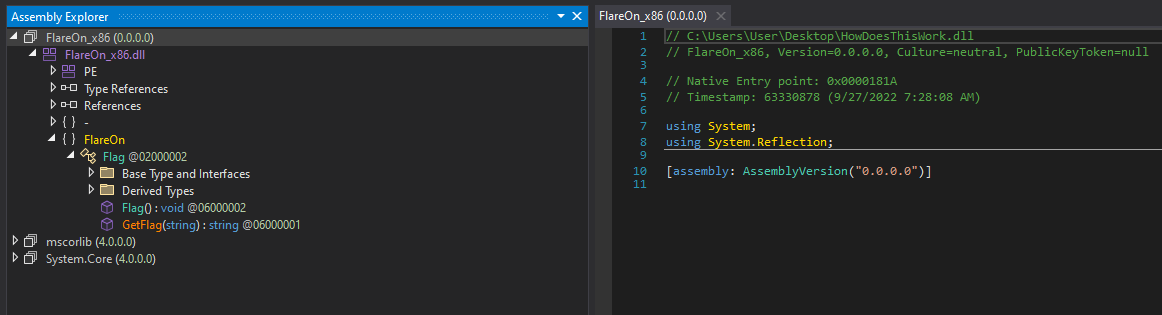 Assembly Explorer
FlareOn_x86 (0.0.0.0)
FlareOn_x86.dll
PE
Type References
References
{ } -
{ } FlareOn
Flag @02000002
Base Type and Interfaces
Derived Types
Flag() : void @06000002
GetFlag(string) : string @06000001
mscorlib (4.0.0.0)
System.Core (4.0.0.0)
FlareOn_x86 (0.0.0.0)
1 // C:\Users\User\Desktop\HowDoesThisWork.dll
2 // FlareOn_x86, Version=0.0.0.0, Culture=neutral, PublicKeyToken=null
3
4 // Native Entry point: 0x0000181A
5 // Timestamp: 63330878 (9/27/2022 7:28:08 AM)
6
7 using System;
8 using System.Reflection;
9
10 [assembly: AssemblyVersion("0.0.0.0")]
11